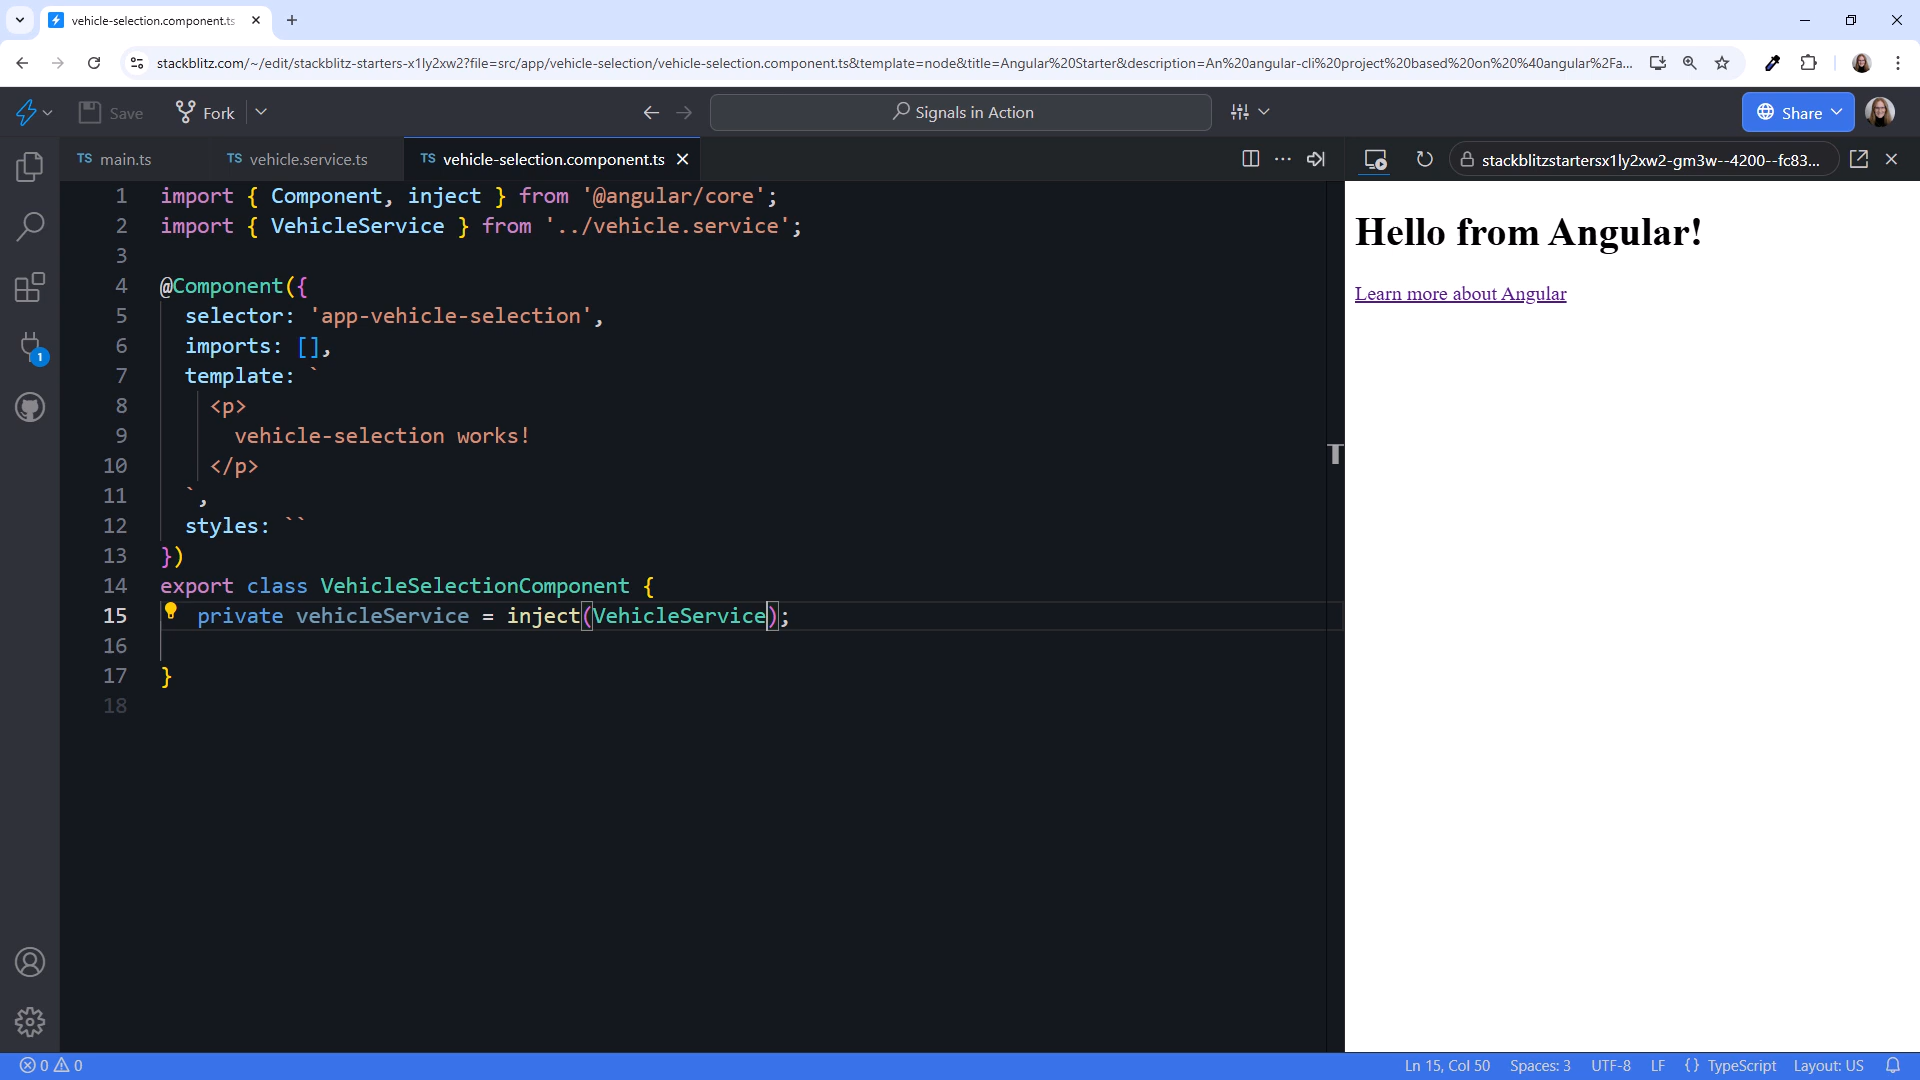 vehicle-selection.component.ts
stackblitz.com/~/edit/stackblitz-starters-x1ly2xw2?file=src/app/vehicle-selection/vehicle-selection.component.ts&template=node&title=Angular%20Starter&description=An%20angular-cli%20project%20based%20on%20%40angular%2Fa...
Save
Fork
Signals in Action
Share
TS main.ts
TS vehicle.service.ts
TS vehicle-selection.component.ts
stackblitzstartersx1ly2xw2-gm3w--4200--fc83...
1 import { Component, inject } from '@angular/core';
2 import { VehicleService } from '../vehicle.service';
3
4 @Component({
5 selector: 'app-vehicle-selection',
6 imports: [],
7 template: `
8 <p>
9 vehicle-selection works!
10 </p>
11 `,
12 styles: ``
13 })
14 export class VehicleSelectionComponent {
15 private vehicleService = inject(VehicleService);
16
17 }
18
Hello from Angular!
Learn more about Angular
1
T
0 0
Ln 15, Col 50
Spaces: 3
UTF-8
LF
{} TypeScript
Layout: US